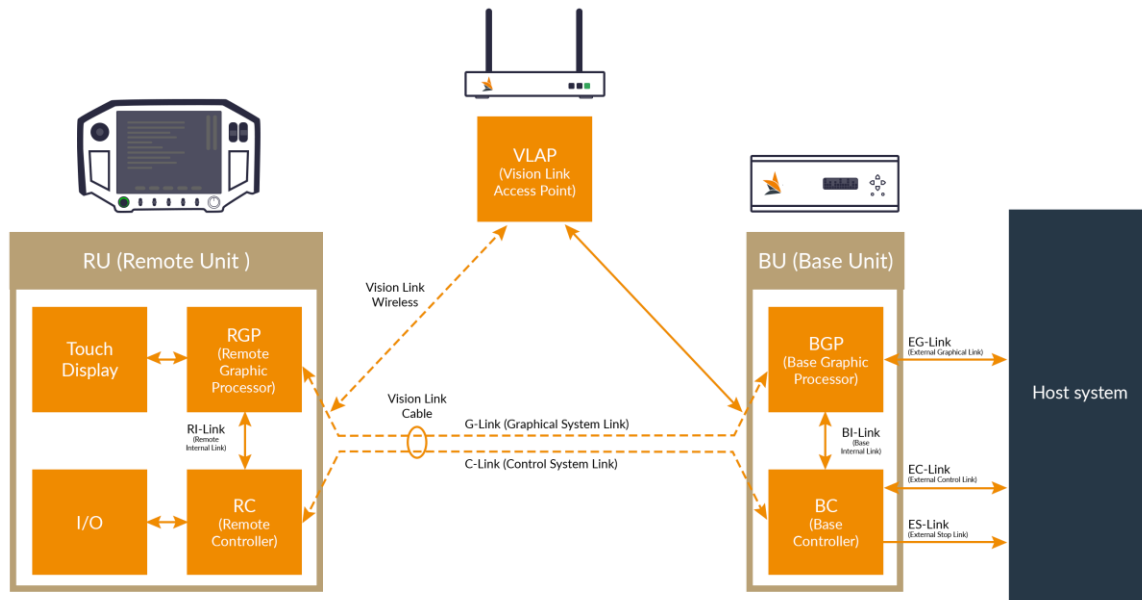 VLAP
(Vision Link
Access Point)
RU (Remote Unit )
BU (Base Unit)
Vision Link
Wireless
Touch
Display
RGP
(Remote
Graphic
Processor)
BGP
(Base Graphic
Processor)
EG-Link
(External Graphical Link)
Host system
Vision Link
Cable
RI-Link
(Remote
Internal Link)
G-Link (Graphical System Link)
BI-Link
(Base
Internal Link)
C-Link (Control System Link)
EC-Link
(External Control Link)
I/O
RC
(Remote
Controller)
BC
(Base
Controller)
ES-Link
(External Stop Link)